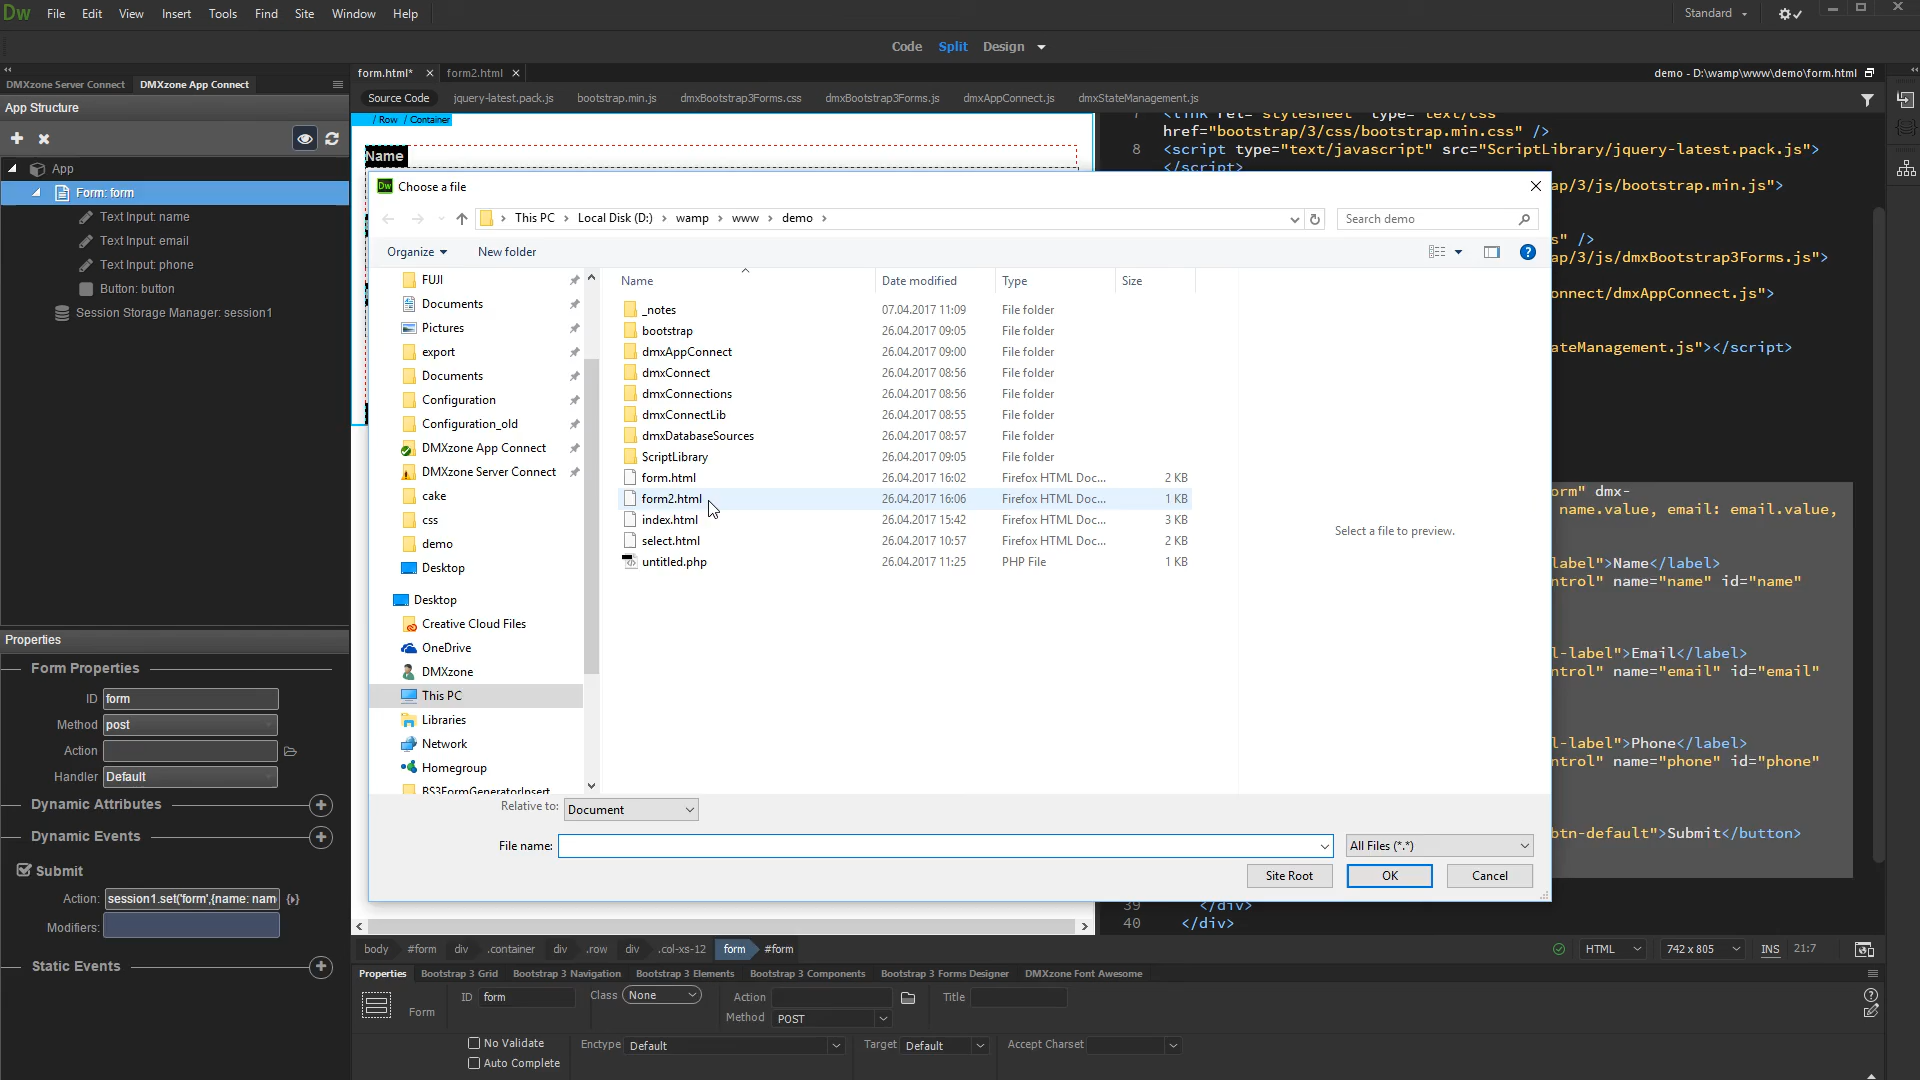 Dw File Edit View Insert Tools Find Site Window Help Standard
Code Split Design
DMXzone Server Connect DMXzone App Connect form.html* form2.html demo - D:\wamp\www\demo\form.html
App Structure Source Code jquery-latest.pack.js bootstrap.min.js dmxBootstrap3Forms.css dmxBootstrap3Forms.js dmxAppConnect.js dmxStateManagement.js
App
Form: form
Text Input: name
Text Input: email
Text Input: phone
Button: button
Session Storage Manager: session1
/ Row / Container
Name
7 <link rel="stylesheet" type="text/css"
href="bootstrap/3/css/bootstrap.min.css" />
8 <script type="text/javascript" src="ScriptLibrary/jquery-latest.pack.js">
</script>
ap/3/js/bootstrap.min.js">
s" />
ap/3/js/dmxBootstrap3Forms.js">
onnect/dmxAppConnect.js">
ateManagement.js"></script>
orm" dmx-
name.value, email: email.value,
label">Name</label>
ntrol" name="name" id="name"
l-label">Email</label>
ntrol" name="email" id="email"
l-label">Phone</label>
ntrol" name="phone" id="phone"
btn-default">Submit</button>
39 </div>
40 </div>
Dw Choose a file
This PC Local Disk (D:) wamp www demo Search demo
Organize New folder
Name Date modified Type Size
FUJI
Documents
Pictures
export
Documents
Configuration
Configuration_old
DMXzone App Connect
DMXzone Server Connect
cake
css
demo
Desktop
Desktop
Creative Cloud Files
OneDrive
DMXzone
This PC
Libraries
Network
Homegroup
BS3FormGeneratorInsert
_notes 07.04.2017 11:09 File folder
bootstrap 26.04.2017 09:05 File folder
dmxAppConnect 26.04.2017 09:00 File folder
dmxConnect 26.04.2017 08:56 File folder
dmxConnections 26.04.2017 08:56 File folder
dmxConnectLib 26.04.2017 08:55 File folder
dmxDatabaseSources 26.04.2017 08:57 File folder
ScriptLibrary 26.04.2017 09:05 File folder
form.html 26.04.2017 16:02 Firefox HTML Doc... 2 KB
form2.html 26.04.2017 16:06 Firefox HTML Doc... 1 KB
index.html 26.04.2017 15:42 Firefox HTML Doc... 3 KB
select.html 26.04.2017 10:57 Firefox HTML Doc... 2 KB
untitled.php 26.04.2017 11:25 PHP File 1 KB
Select a file to preview.
Relative to: Document
File name: All Files (*.*)
Site Root OK Cancel
Properties
Form Properties
ID form
Method post
Action
Handler Default
Dynamic Attributes
Dynamic Events
Submit
Action: session1.set('form',{name: nam
Modifiers:
Static Events
body #form div .container div .row div .col-xs-12 form #form HTML 742 x 805 INS 21:7
Properties Bootstrap 3 Grid Bootstrap 3 Navigation Bootstrap 3 Elements Bootstrap 3 Components Bootstrap 3 Forms Designer DMXzone Font Awesome
Form ID form Class None Action Title
Method POST
No Validate Enctype Default Target Default Accept Charset
Auto Complete